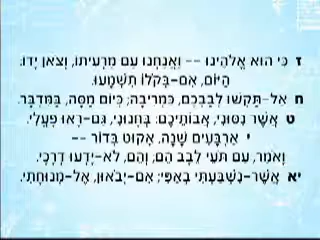 ז כִּי הוּא אֱלֹהֵינוּ -- וַאֲנַחְנוּ עַם מַרְעִיתוֹ, וְצֹאן יָדוֹ:
הַיּוֹם, אִם-בְּקֹלוֹ תִשְׁמָעוּ.
ח אַל-תַּקְשׁוּ לְבַבְכֶם, כִּמְרִיבָה; כְּיוֹם מַסָּה, בַּמִּדְבָּר.
ט אֲשֶׁר נִסּוּנִי, אֲבוֹתֵיכֶם: בְּחָנוּנִי, גַּם-רָאוּ פָעֳלִי.
י אַרְבָּעִים שָׁנָה, אָקוּט בְּדוֹר --
וָאֹמַר, עַם תֹּעֵי לֵבָב הֵם; וְהֵם, לֹא-יָדְעוּ דְרָכָי.
יא אֲשֶׁר-נִשְׁבַּעְתִּי בְאַפִּי; אִם-יְבֹאוּן, אֶל-מְנוּחָתִי.